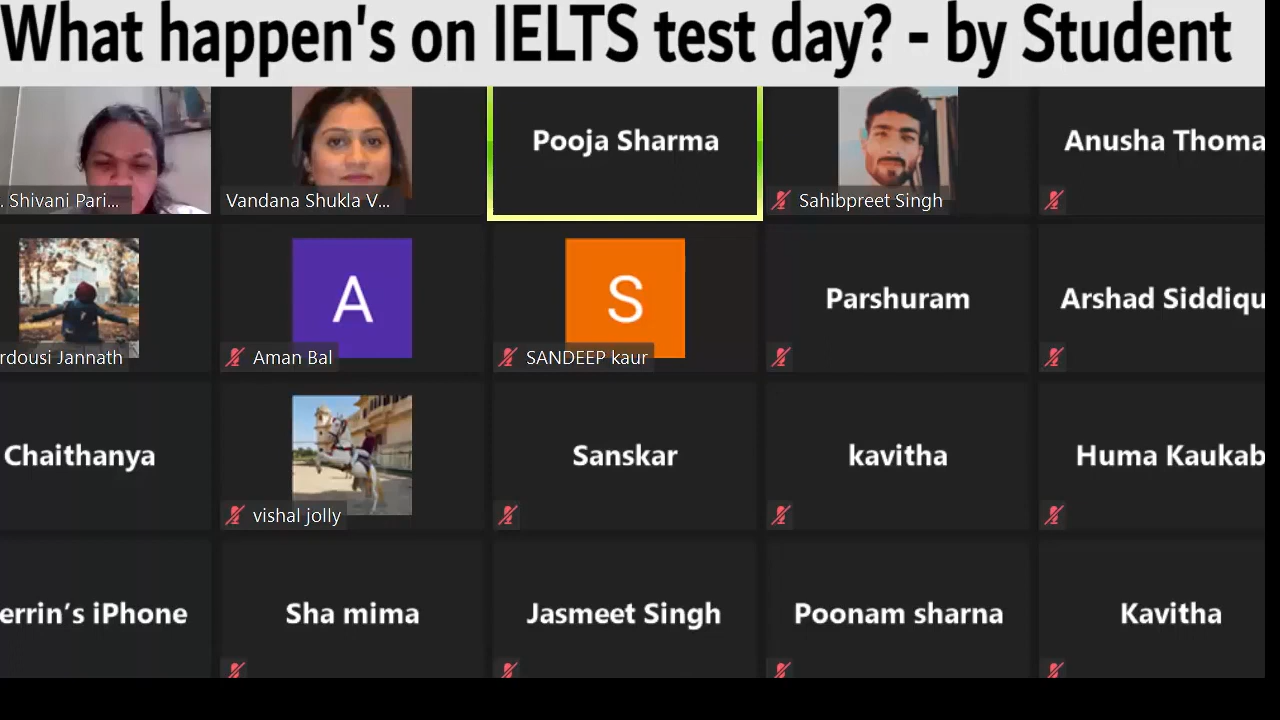 What happen's on IELTS test day? - by Student
. Shivani Pari...
Vandana Shukla V...
Pooja Sharma
Sahibpreet Singh
Anusha Thoma
rdousi Jannath
A
Aman Bal
S
SANDEEP kaur
Parshuram
Arshad Siddiqu
Chaithanya
vishal jolly
Sanskar
kavitha
Huma Kaukab
errin's iPhone
Sha mima
Jasmeet Singh
Poonam sharna
Kavitha